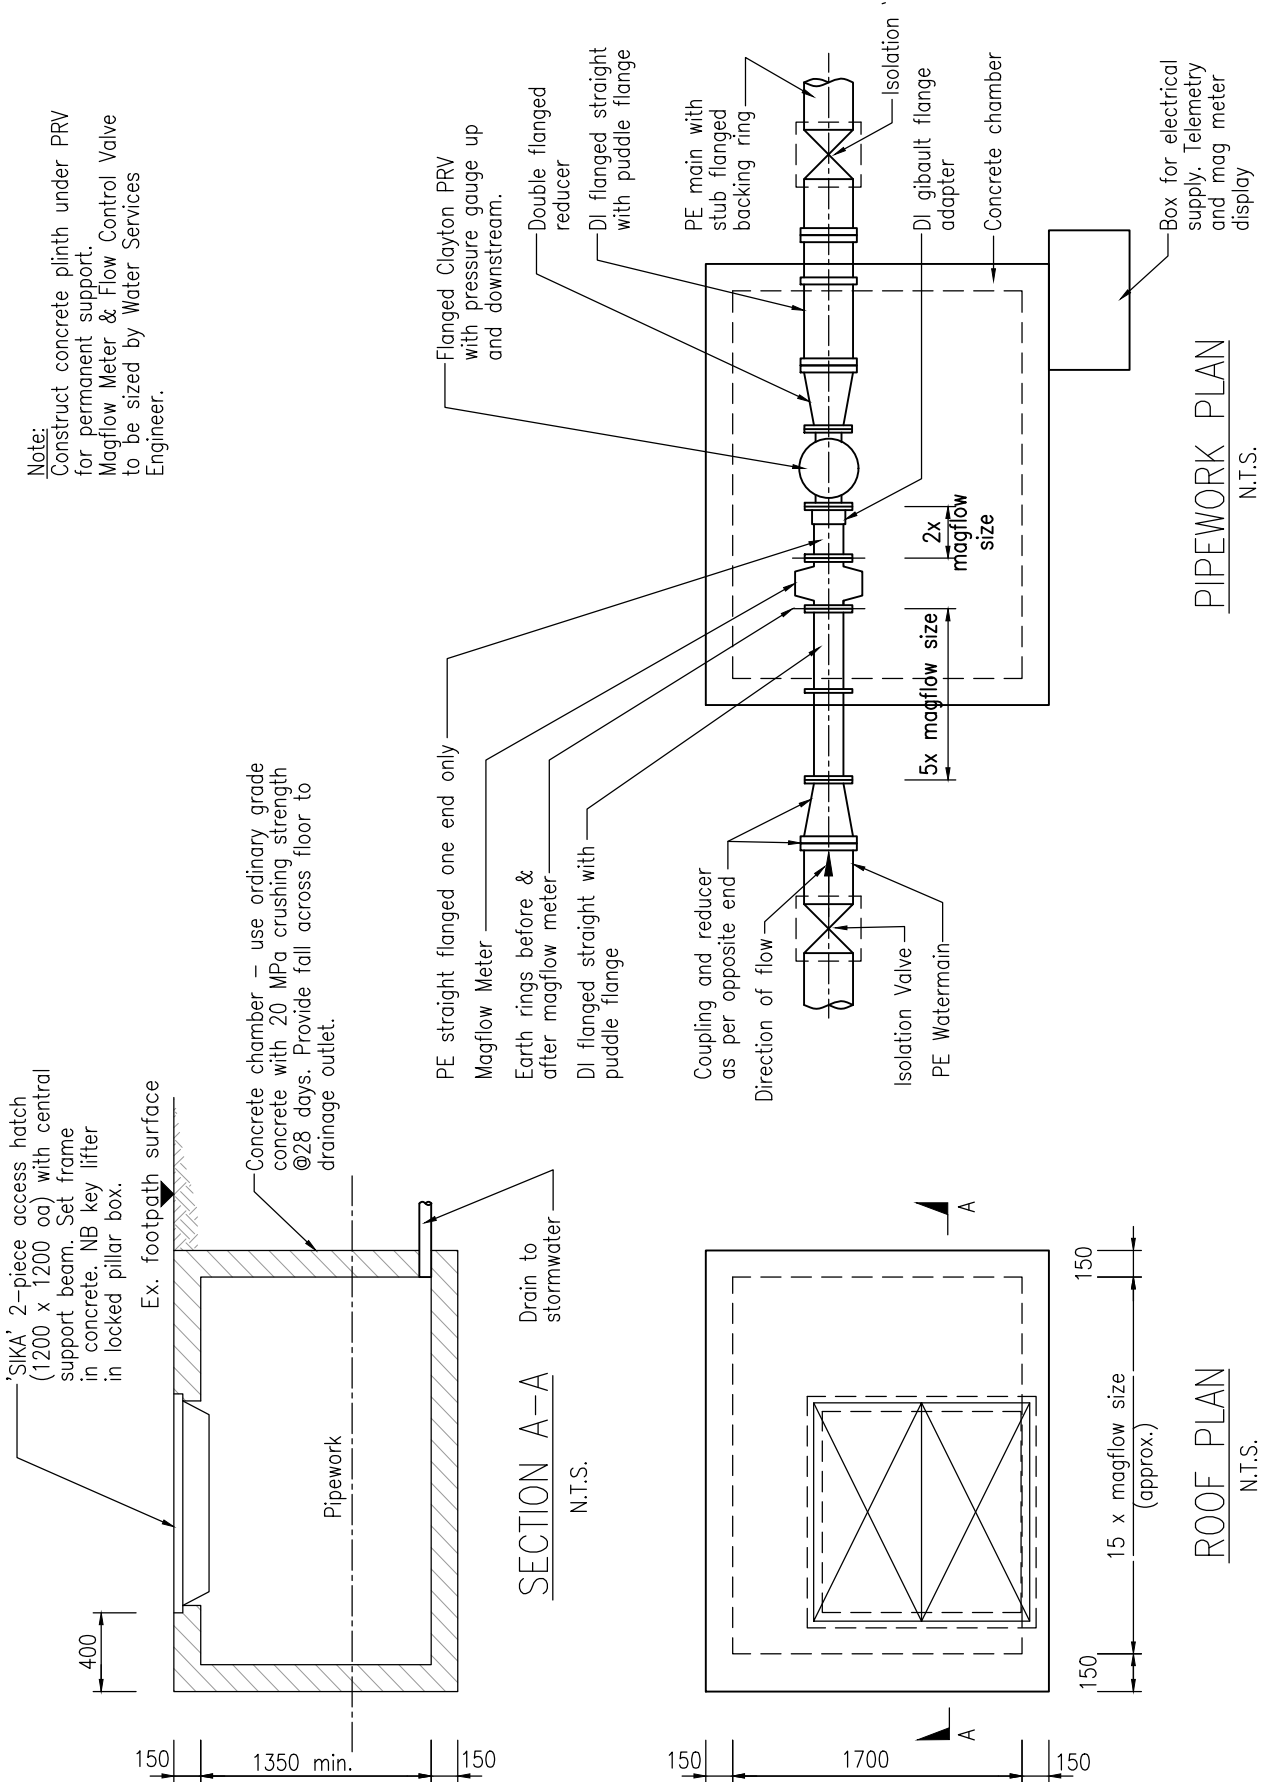 Note:
Construct concrete plinth under PRV
for permanent support.
Magflow Meter & Flow Control Valve
to be sized by Water Services
Engineer.
'SIKA' 2-piece access hatch
(1200 x 1200 oa) with central
support beam. Set frame
in concrete. NB key lifter
in locked pillar box.
Ex. footpath surface
Concrete chamber - use ordinary grade
concrete with 20 MPa crushing strength
@28 days. Provide fall across floor to
drainage outlet.
400
150
1350 min.
150
Pipework
Drain to
stormwater
SECTION A-A
N.T.S.
Flanged Clayton PRV
with pressure gauge up
and downstream.
Double flanged
reducer
DI flanged straight
with puddle flange
PE main with
stub flanged
backing ring
Isolation
DI gibault flange
adapter
Concrete chamber
Box for electrical
supply. Telemetry
and mag meter
display
PE straight flanged one end only
Magflow Meter
Earth rings before &
after magflow meter
DI flanged straight with
puddle flange
Coupling and reducer
as per opposite end
Direction of flow
Isolation Valve
PE Watermain
5x magflow size
2x
magflow
size
PIPEWORK PLAN
N.T.S.
A
A
150
1700
150
150
15 x magflow size
(approx.)
150
ROOF PLAN
N.T.S.